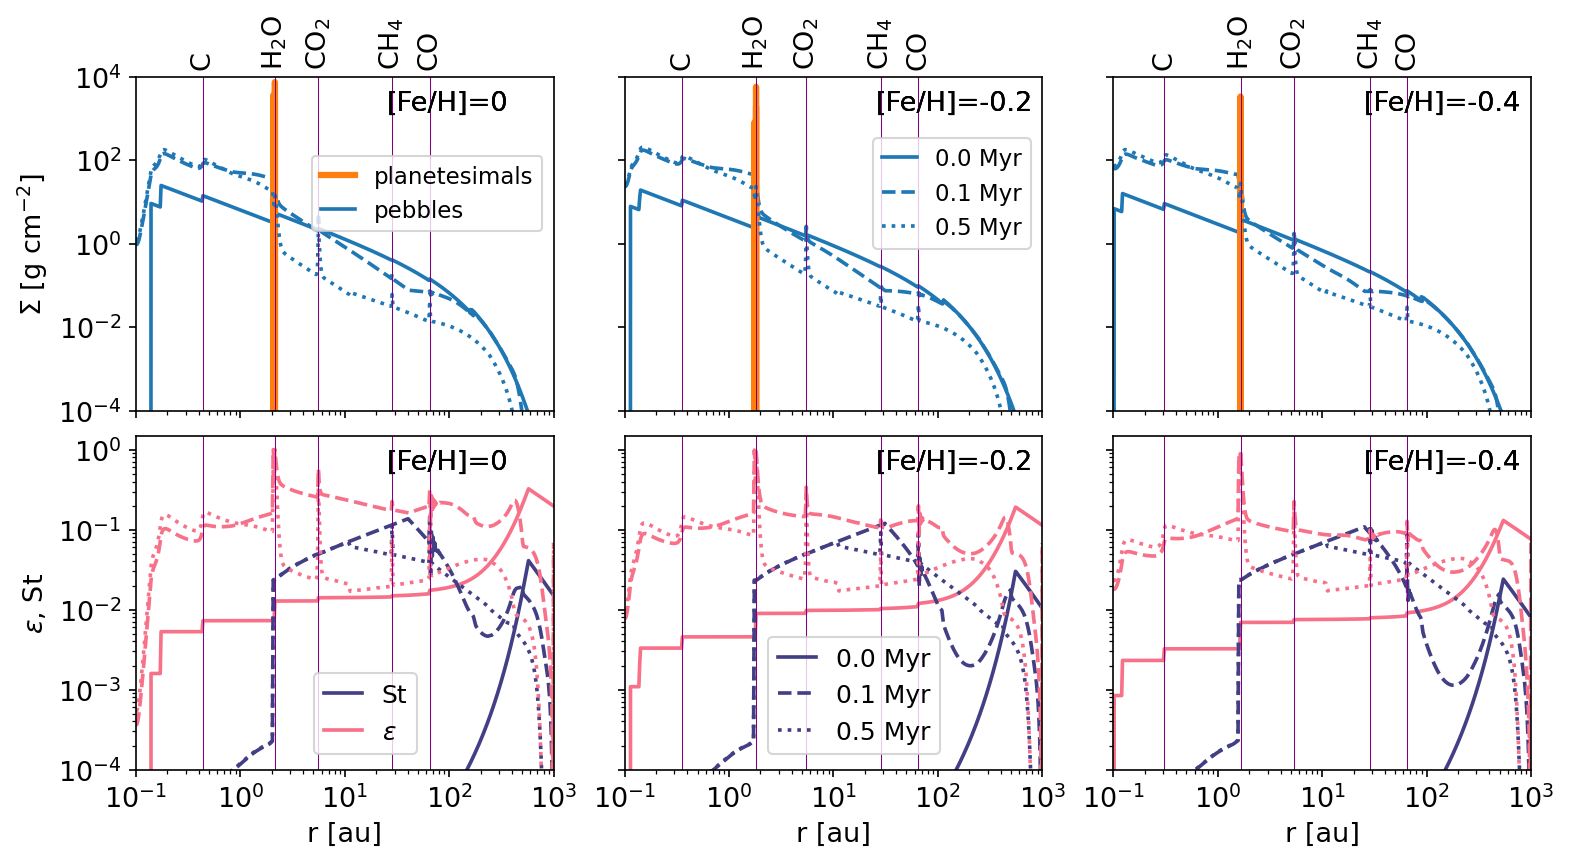 C H₂O CO₂ CH₄ CO C H₂O CO₂ CH₄ CO C H₂O CO₂ CH₄ CO
10⁴ [Fe/H]=0 [Fe/H]=-0.2 [Fe/H]=-0.4
planetesimals
pebbles
0.0 Myr
0.1 Myr
0.5 Myr
Σ [g cm⁻²]
10²
10⁰
10⁻²
10⁻⁴
10⁰ [Fe/H]=0 [Fe/H]=-0.2 [Fe/H]=-0.4
10⁻¹
10⁻²
10⁻³
10⁻⁴
ε, St
St
ε
0.0 Myr
0.1 Myr
0.5 Myr
10⁻¹ 10⁰ 10¹ 10² 10³ 10⁻¹ 10⁰ 10¹ 10² 10³ 10⁻¹ 10⁰ 10¹ 10² 10³
r [au] r [au] r [au]